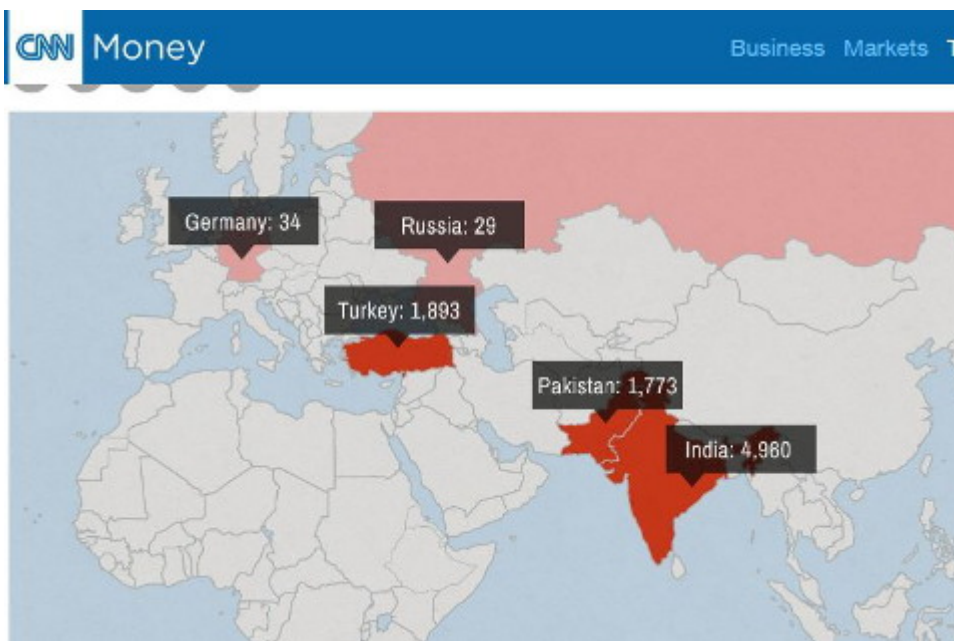 CNN Money
Business Markets T
Germany: 34
Russia: 29
Turkey: 1,893
Pakistan: 1,773
India: 4,960